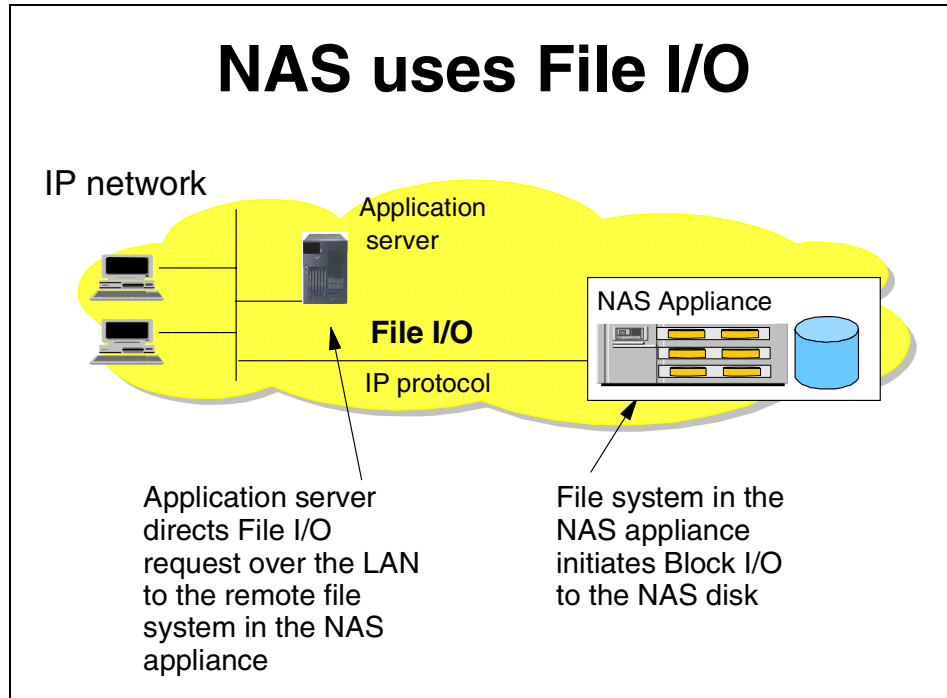 NAS uses File I/O
IP network
Application
server
NAS Appliance
File I/O
IP protocol
Application server
directs File I/O
request over the LAN
to the remote file
system in the NAS
appliance
File system in the
NAS appliance
initiates Block I/O
to the NAS disk